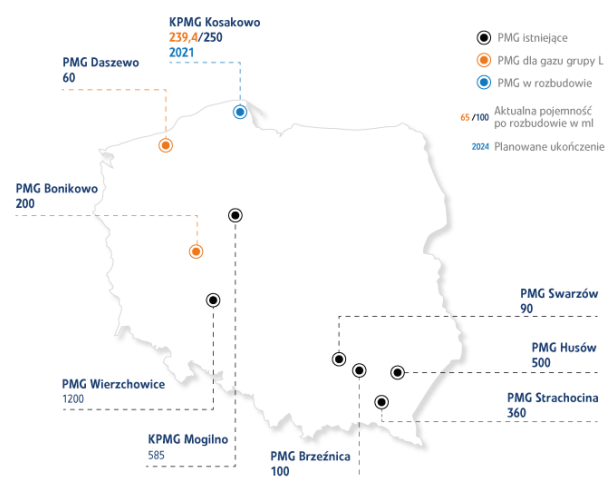 KPMG Kosakowo
239,4/250
2021
PMG Daszewo
60
PMG istniejące
PMG dla gazu grupy L
PMG w rozbudowie
65/100 Aktualna pojemność
po rozbudowie w ml
2024 Planowane ukończenie
PMG Bonikowo
200
PMG Swarzów
90
PMG Husów
500
PMG Strachocina
360
PMG Wierzchowice
1200
KPMG Mogilno
585
PMG Brzeźnica
100